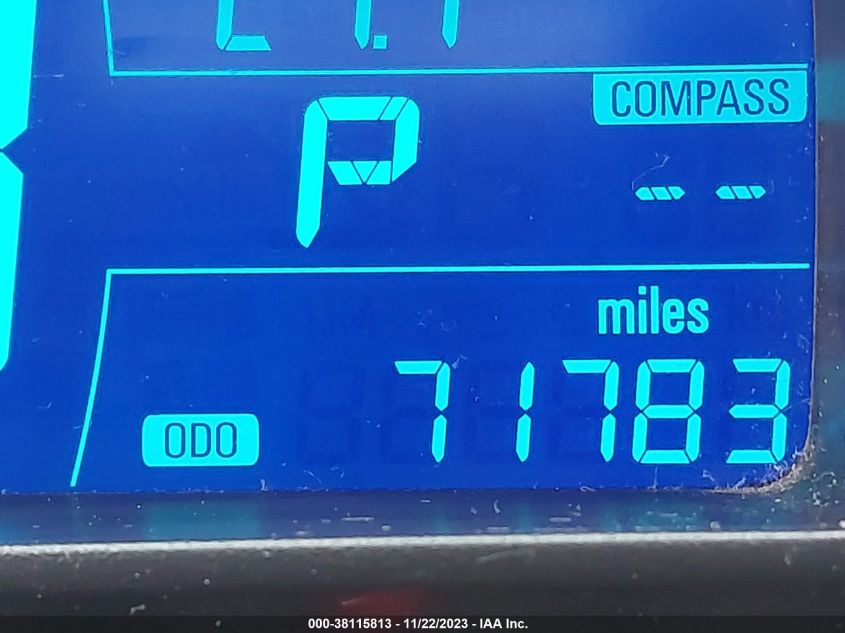 COMPASS
P
-- --
miles
ODO 71783
000-38115813 - 11/22/2023 - IAA Inc.